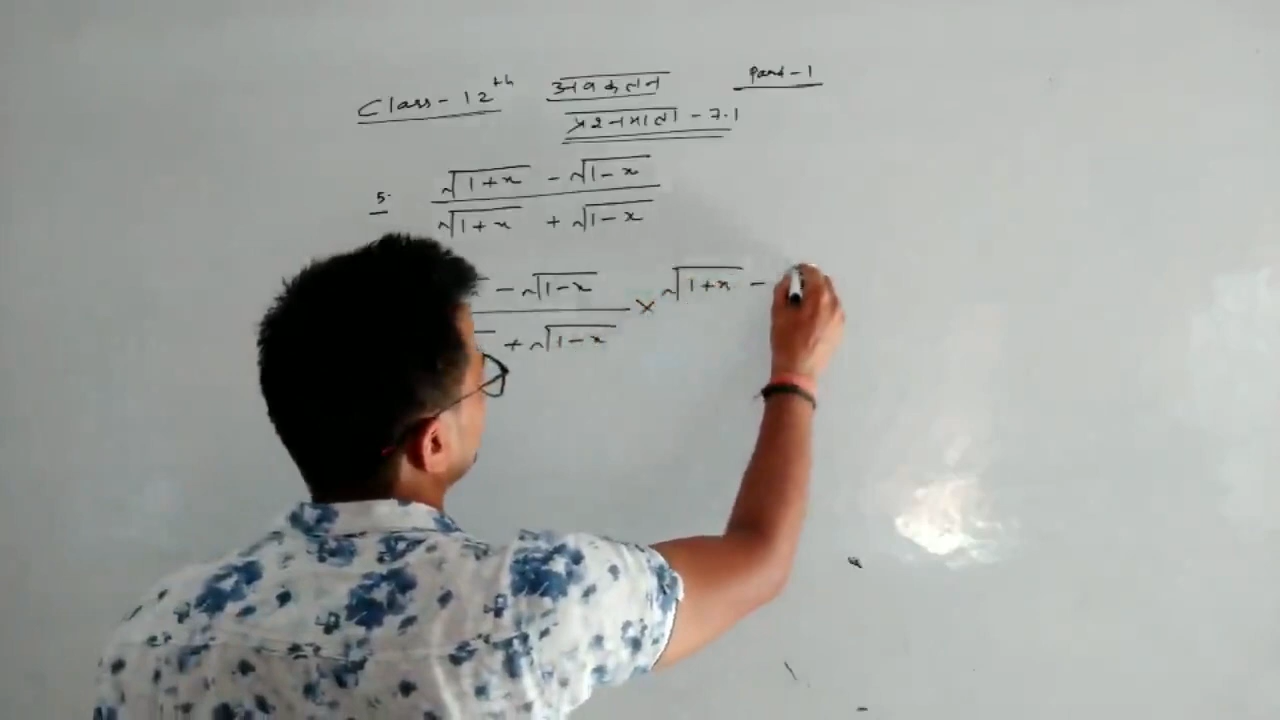 Class-12th अवकलन Part-1
प्रश्नमाला-7.1
5. √1+x - √1-x
√1+x + √1-x
- √1-x × √1+x -
+ √1-x